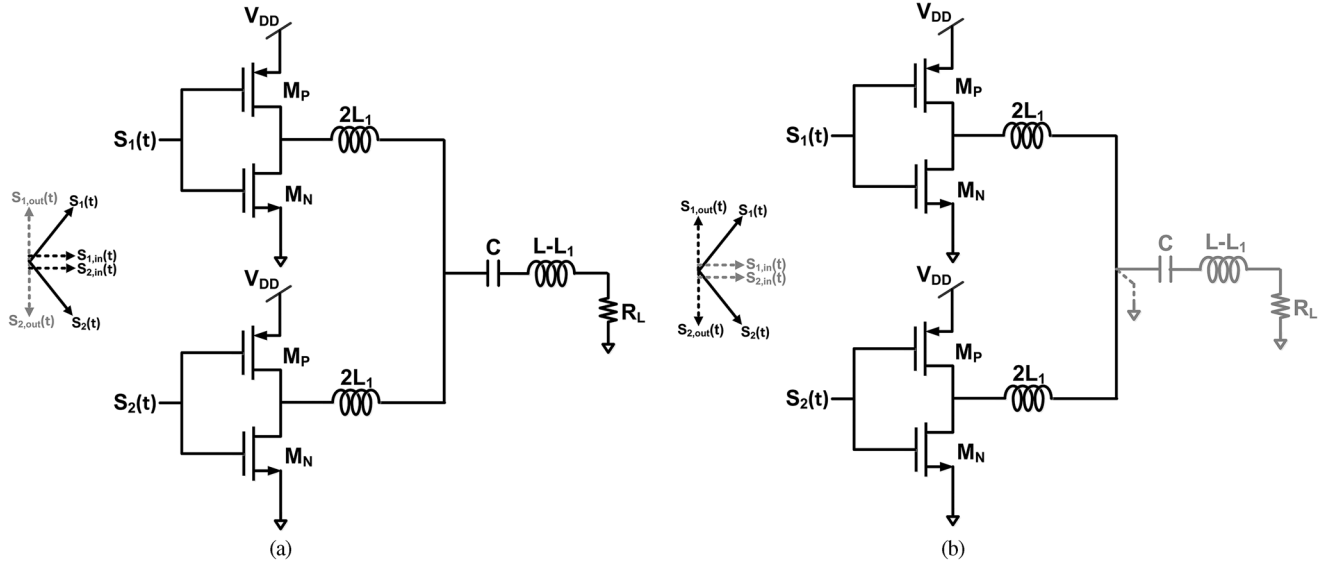 V_DD
M_P
2L_1
S_1(t)
M_N
S_1,out(t)
S_1(t)
S_1,in(t)
S_2,in(t)
S_2,out(t)
S_2(t)
C
L-L_1
R_L
V_DD
M_P
2L_1
S_2(t)
M_N
(a)
V_DD
M_P
2L_1
S_1(t)
M_N
S_1,out(t)
S_1(t)
S_1,in(t)
S_2,in(t)
S_2,out(t)
S_2(t)
C
L-L_1
R_L
V_DD
M_P
2L_1
S_2(t)
M_N
(b)